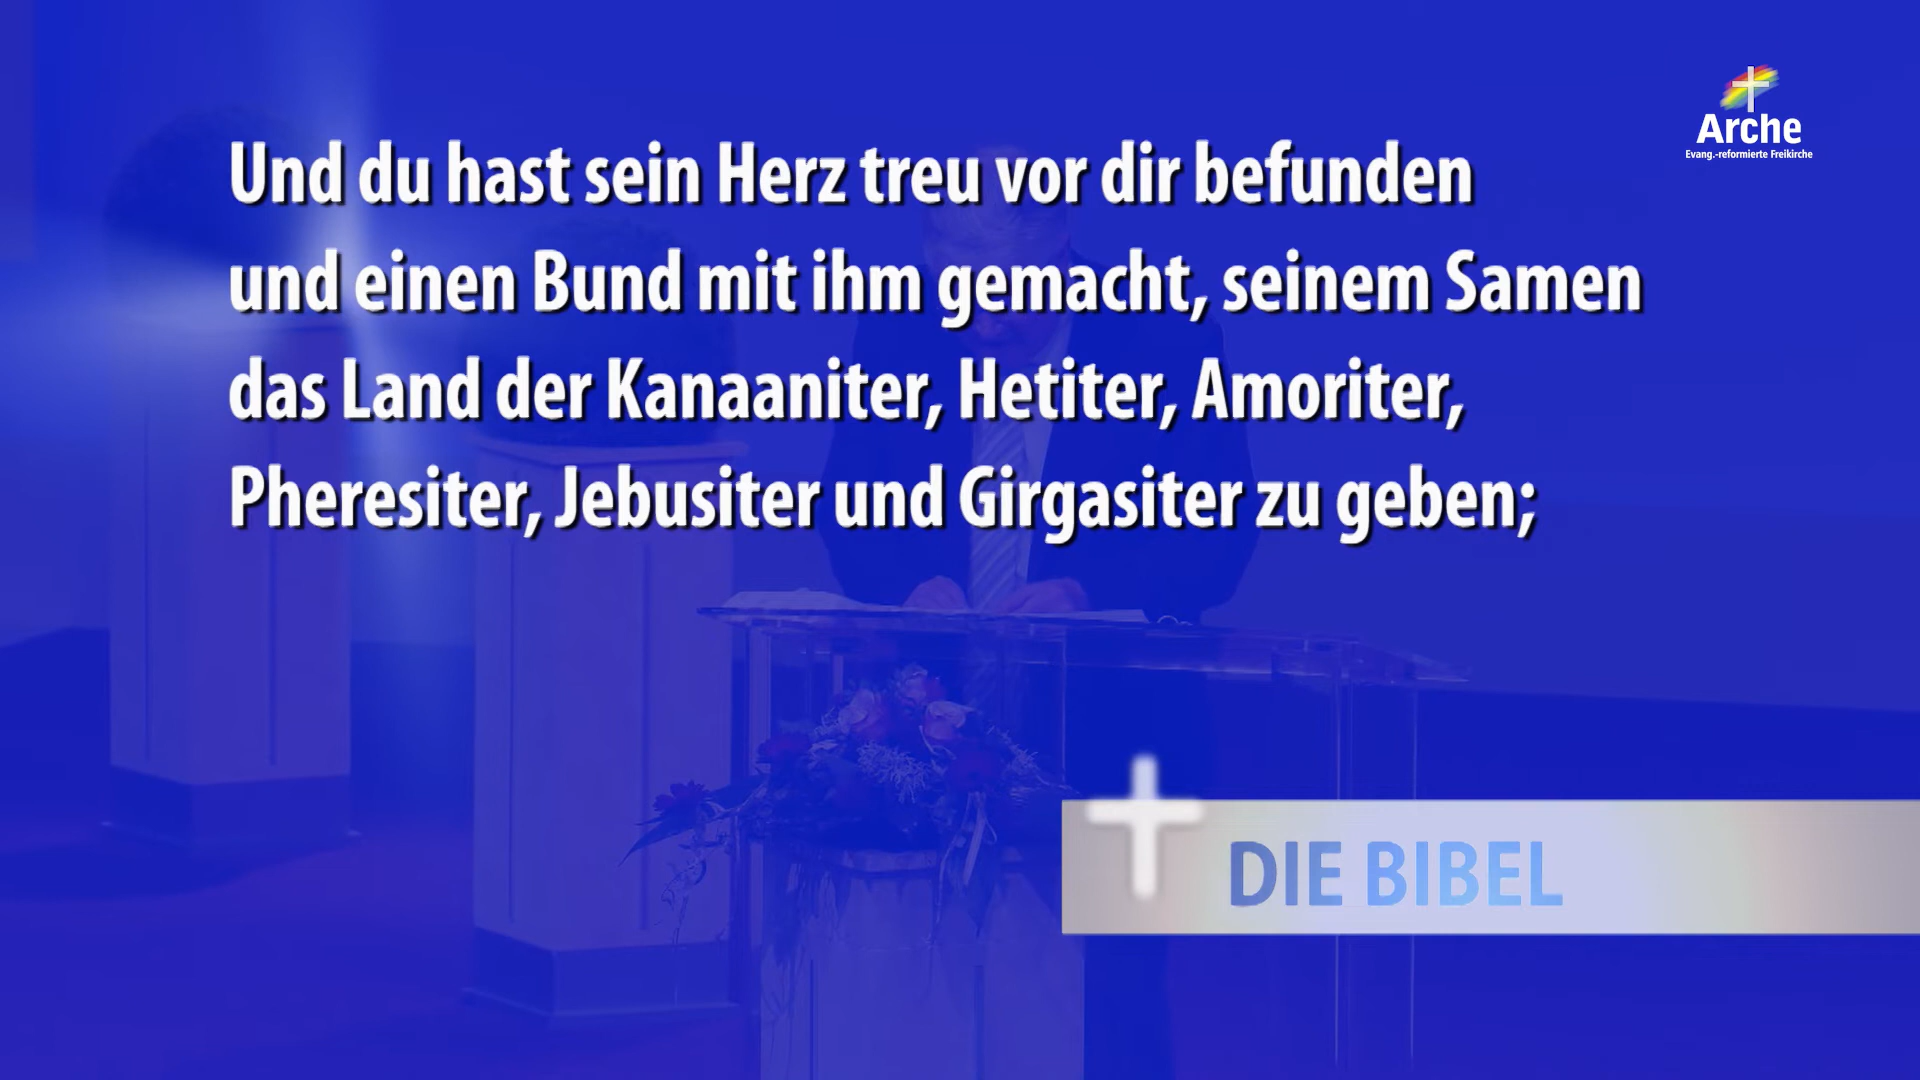 Arche
Evang.-reformierte Freikirche
Und du hast sein Herz treu vor dir befunden
und einen Bund mit ihm gemacht, seinem Samen
das Land der Kanaaniter, Hetiter, Amoriter,
Pheresiter, Jebusiter und Girgasiter zu geben;
DIE BIBEL